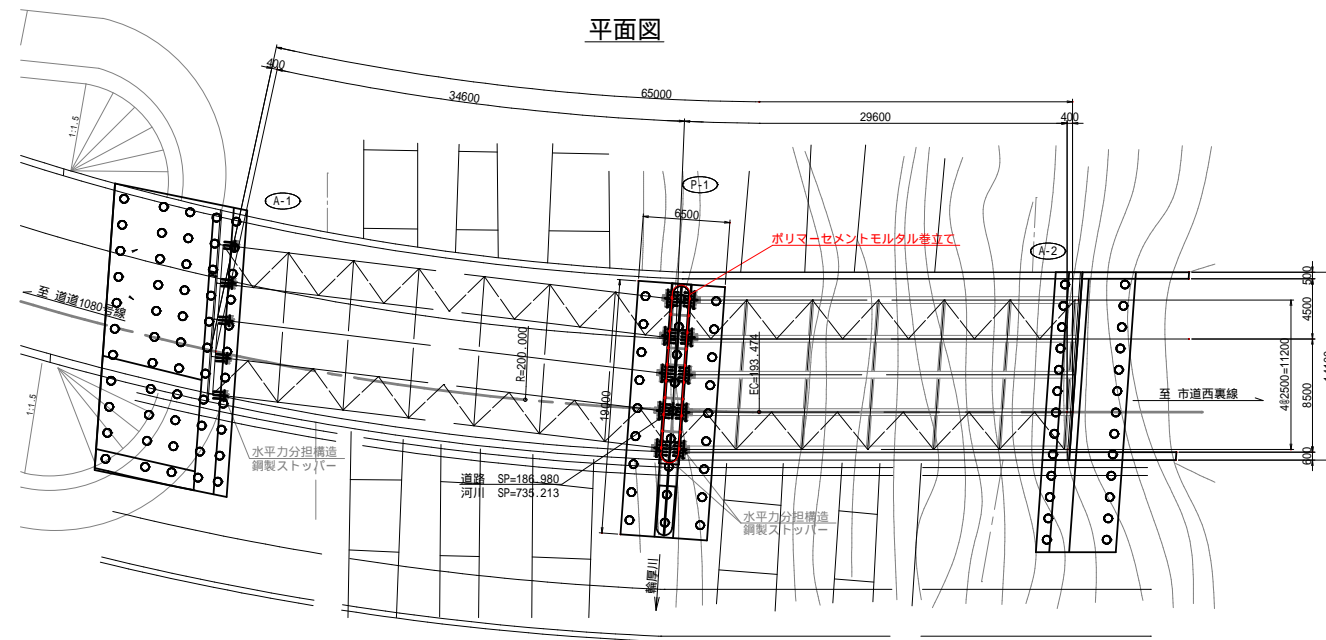 平面図
400
65000
34600
29600
400
1:1.5
A-1
P-1
6500
ポリマーセメントモルタル巻立て
A-2
500
至 道道1080号線
4500
R=200.000
EC=193.474
19000
8500
至 市道西裏線
1:1.5
水平力分担構造
鋼製ストッパー
600
道路 SP=186.980
河川 SP=735.213
水平力分担構造
鋼製ストッパー
輪厚川